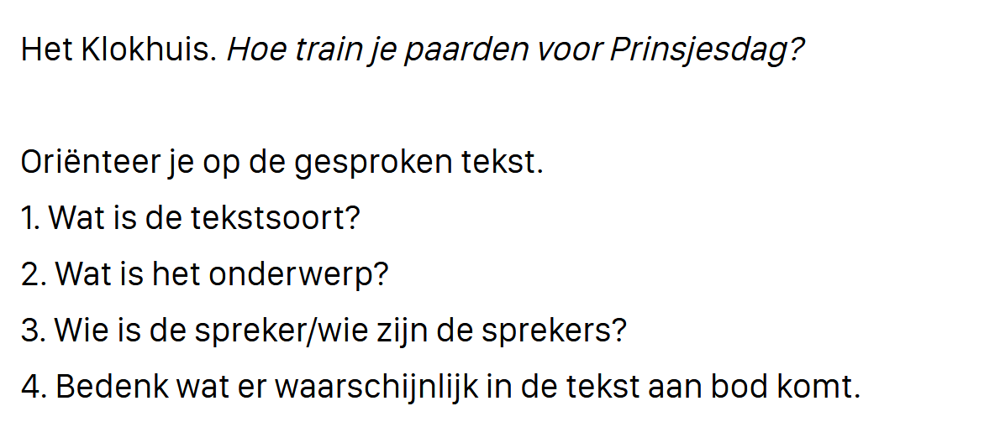 Het Klokhuis. Hoe train je paarden voor Prinsjesdag?
Oriënteer je op de gesproken tekst.
1. Wat is de tekstsoort?
2. Wat is het onderwerp?
3. Wie is de spreker/wie zijn de sprekers?
4. Bedenk wat er waarschijnlijk in de tekst aan bod komt.